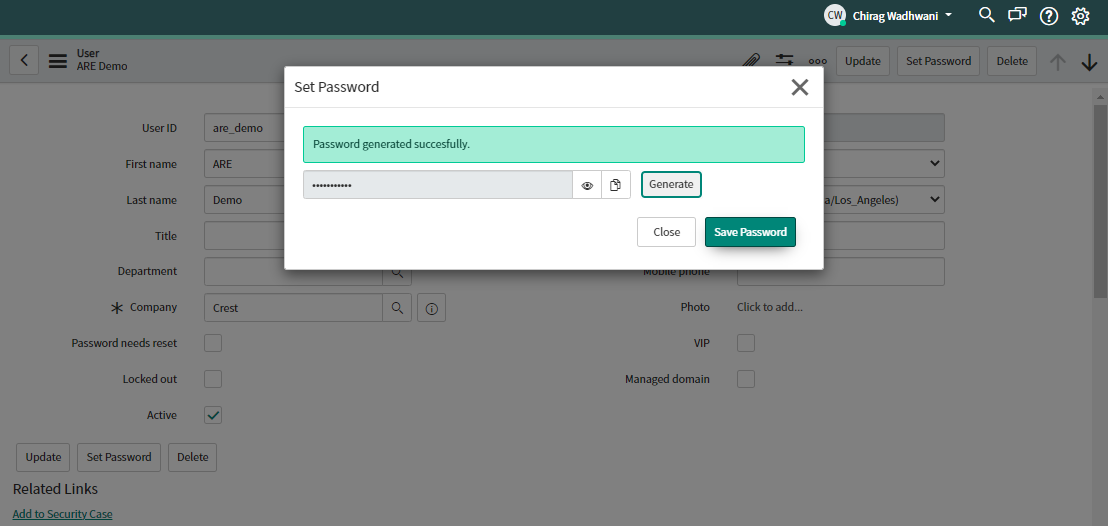 CW Chirag Wadhwani
User
ARE Demo
Update
Set Password
Delete
Set Password
Password generated succesfully.
•••••••••••
Generate
Close
Save Password
User ID
are_demo
First name
ARE
Last name
Demo
a/Los_Angeles)
Title
Department
Mobile phone
Company
Crest
Photo
Click to add...
Password needs reset
VIP
Locked out
Managed domain
Active
Update
Set Password
Delete
Related Links
Add to Security Case